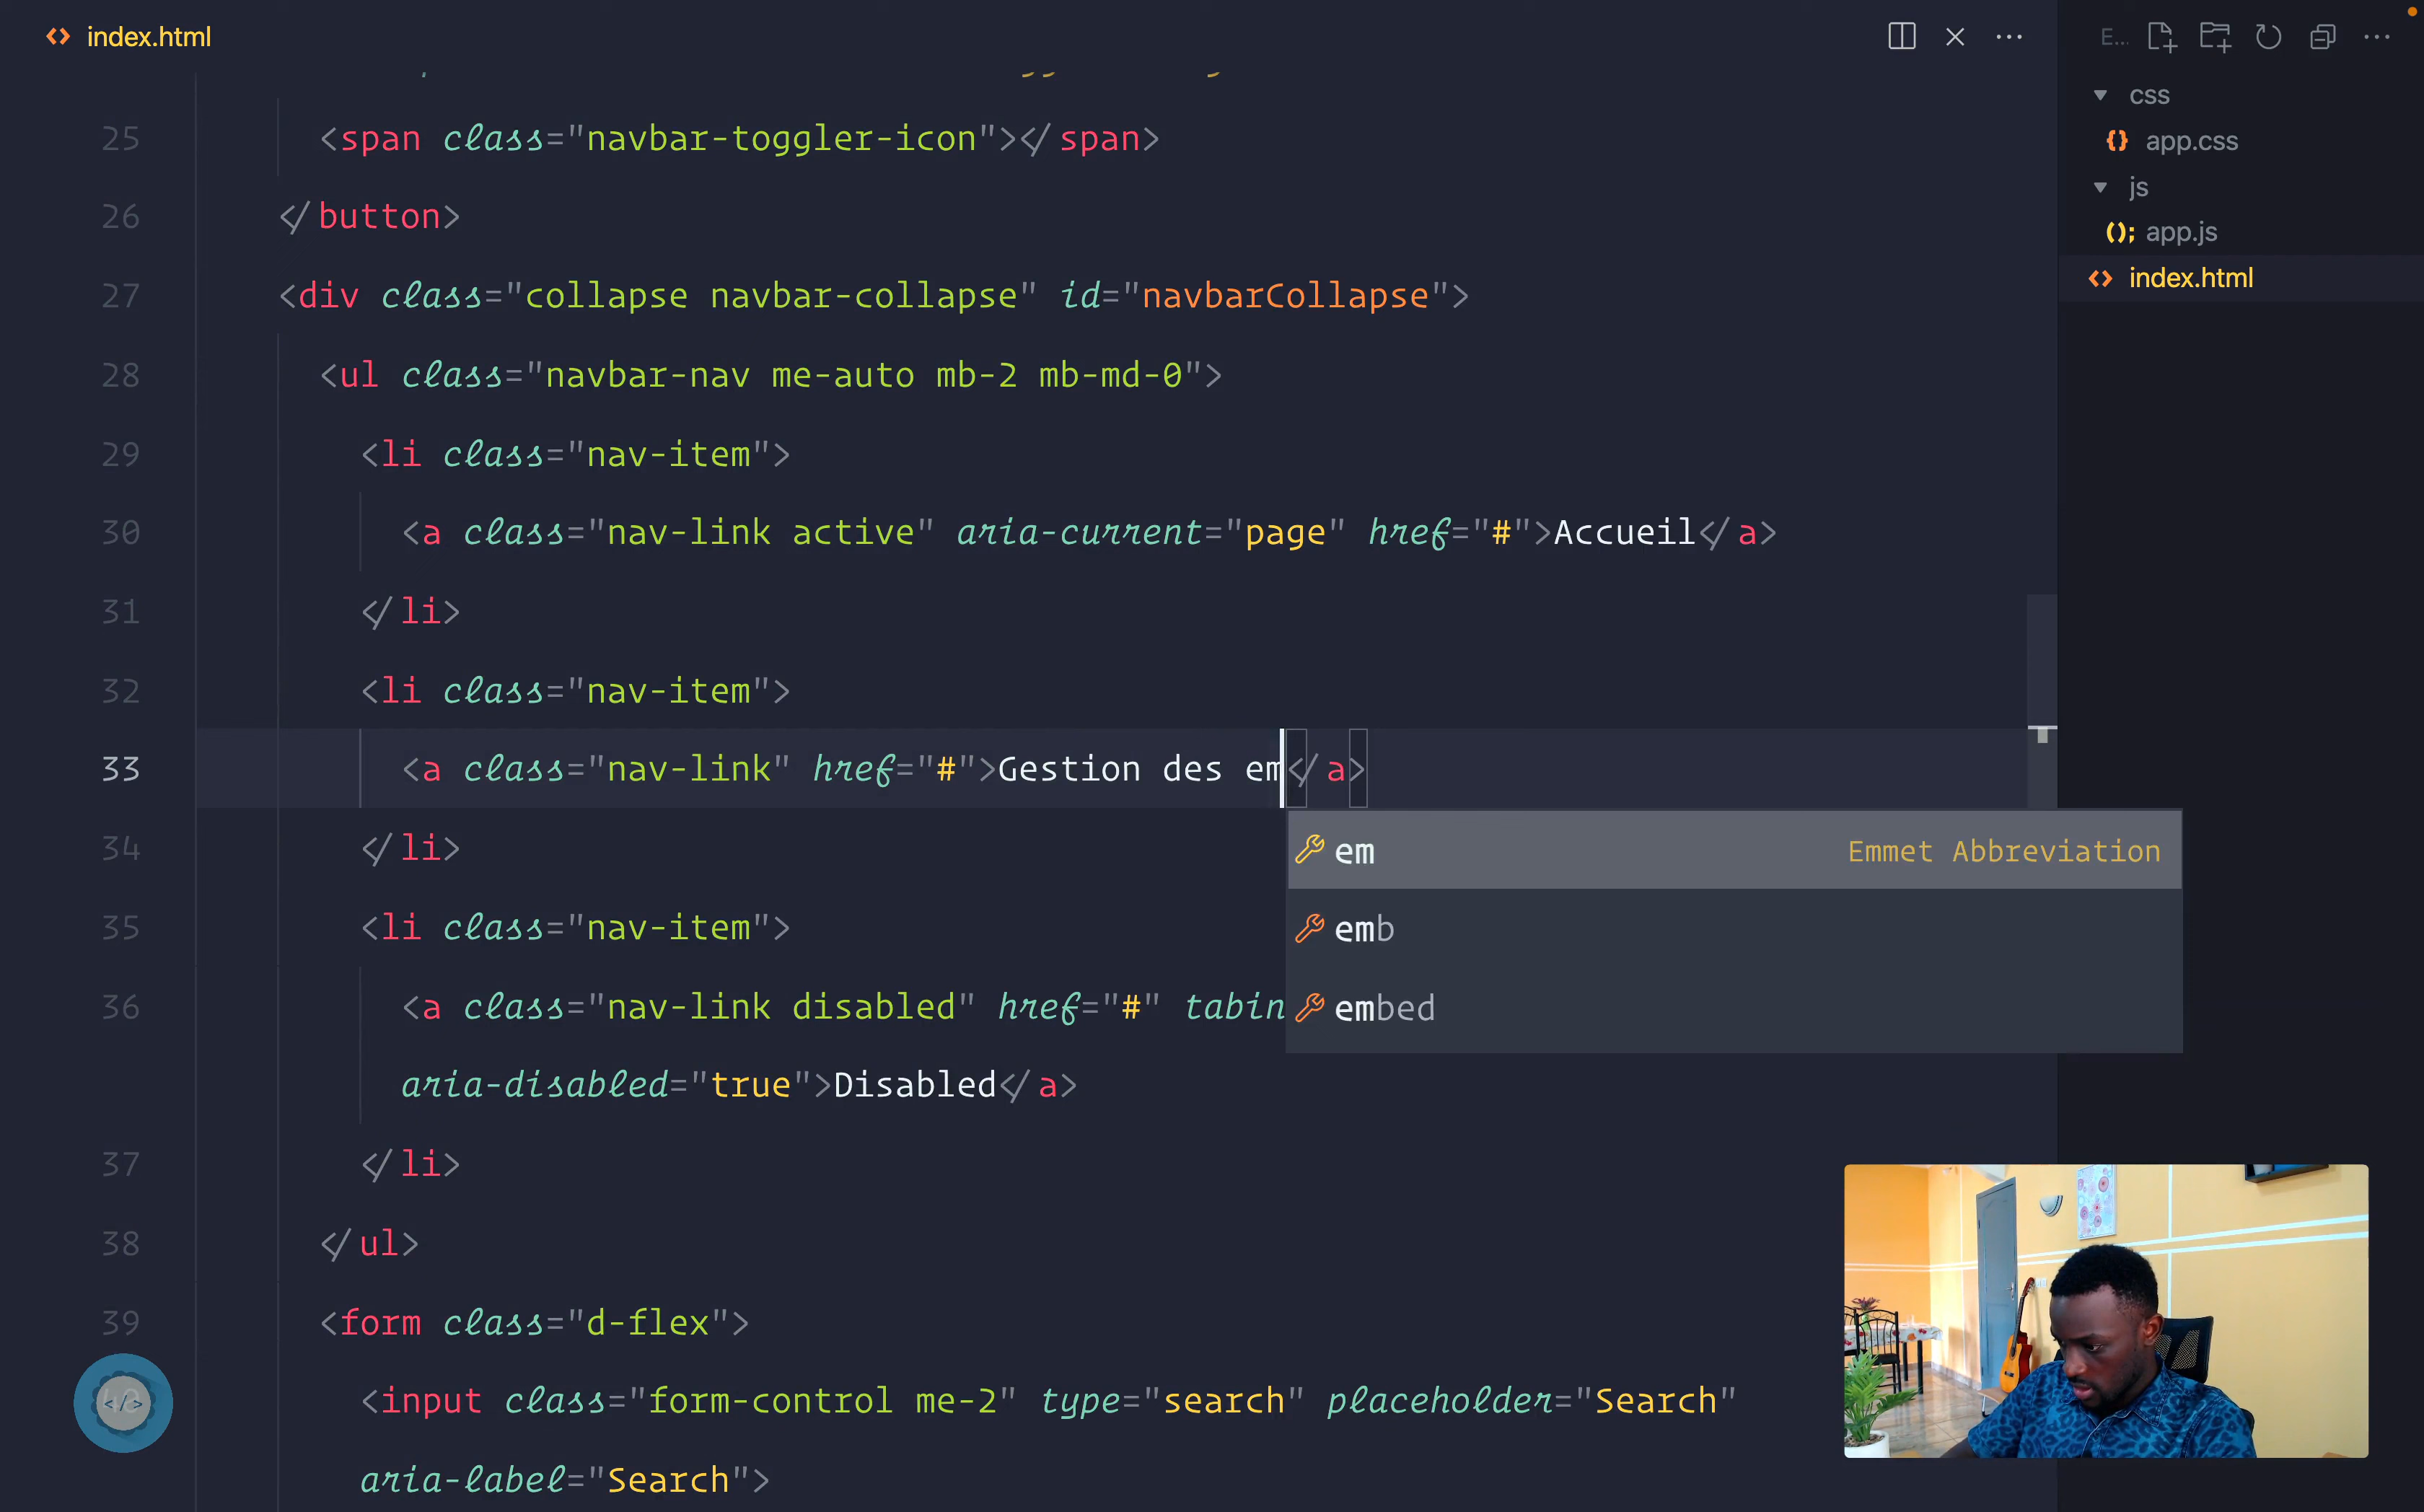 index.html
E...
css
app.css
js
app.js
index.html
25 <span class="navbar-toggler-icon"></span>
26 </button>
27 <div class="collapse navbar-collapse" id="navbarCollapse">
28 <ul class="navbar-nav me-auto mb-2 mb-md-0">
29 <li class="nav-item">
30 <a class="nav-link active" aria-current="page" href="#">Accueil</a>
31 </li>
32 <li class="nav-item">
33 <a class="nav-link" href="#">Gestion des em</a>
em Emmet Abbreviation
34 </li>
emb
35 <li class="nav-item">
36 <a class="nav-link disabled" href="#" tabin
embed
aria-disabled="true">Disabled</a>
37 </li>
38 </ul>
39 <form class="d-flex">
40 <input class="form-control me-2" type="search" placeholder="Search"
aria-label="Search">